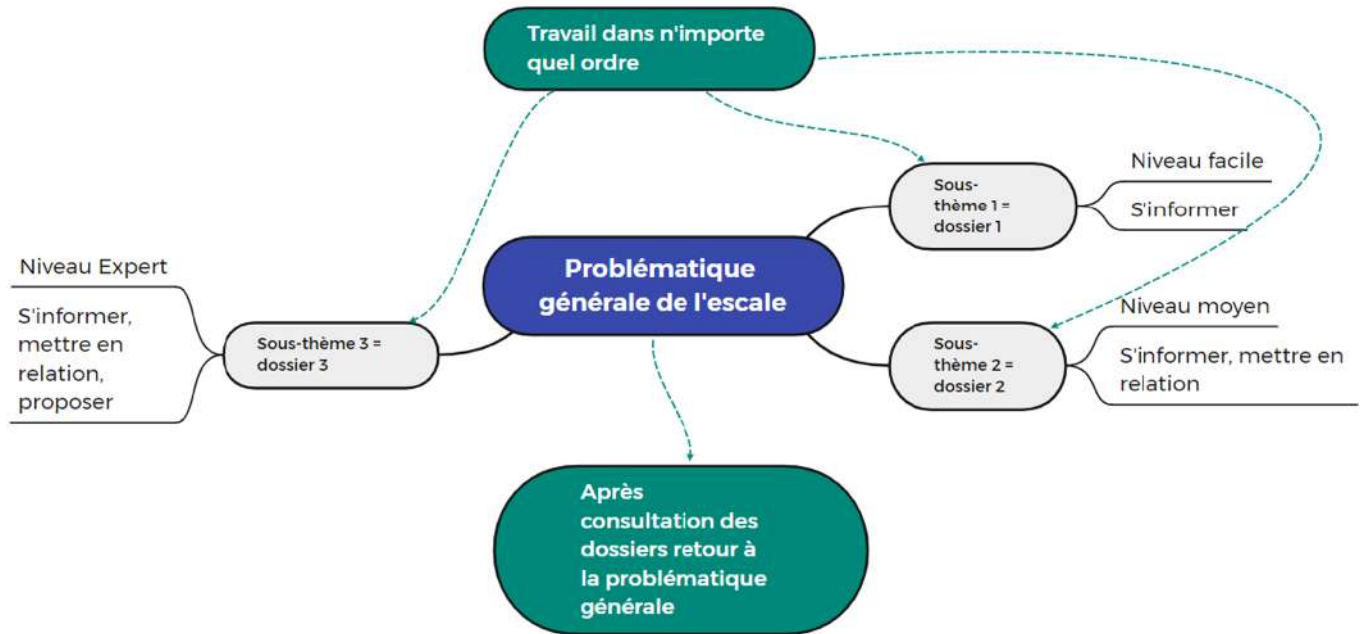 Travail dans n'importe
quel ordre
Sous-
thème 1 =
dossier 1
Niveau facile
S'informer
Problématique
générale de l'escale
Niveau Expert
S'informer,
mettre en
relation,
proposer
Sous-thème 3 =
dossier 3
Sous-
thème 2 =
dossier 2
Niveau moyen
S'informer, mettre en
relation
Après
consultation des
dossiers retour à
la problématique
générale